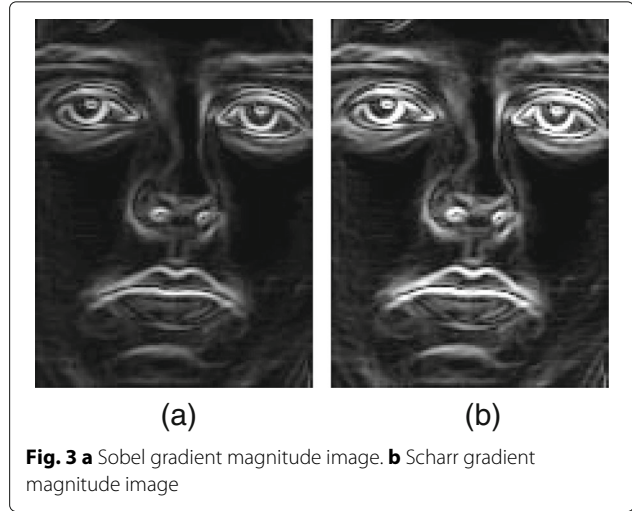 (a)
(b)
Fig. 3 a Sobel gradient magnitude image. b Scharr gradient
magnitude image